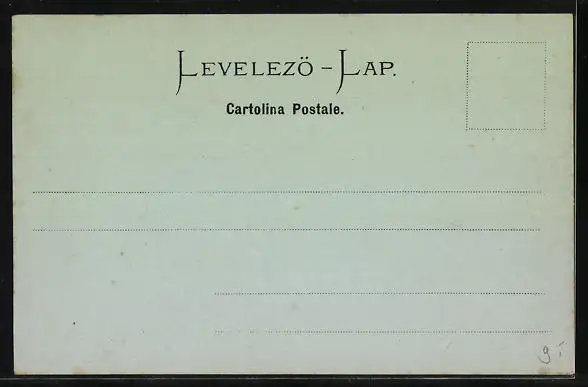 LEVELEZÖ - LAP.
Cartolina Postale.